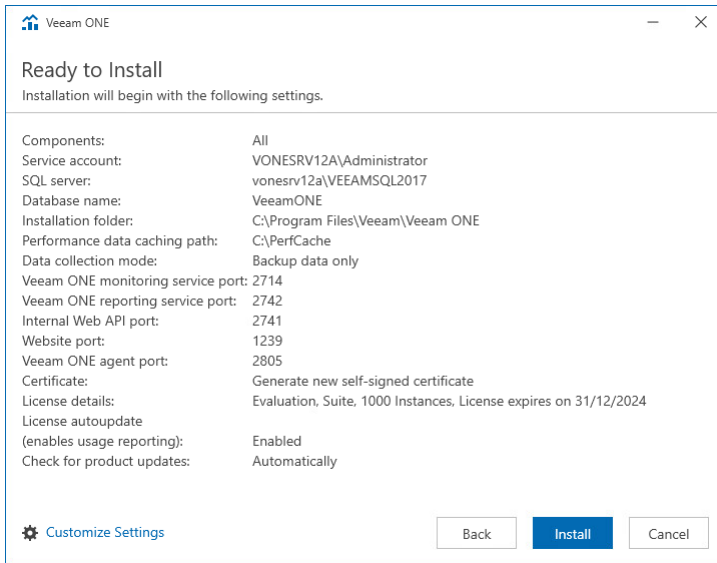 Veeam ONE
Ready to Install
Installation will begin with the following settings.
Components: All
Service account: VONESRV12A\Administrator
SQL server: vonesrv12a\VEEAMSQL2017
Database name: VeeamONE
Installation folder: C:\Program Files\Veeam\Veeam ONE
Performance data caching path: C:\PerfCache
Data collection mode: Backup data only
Veeam ONE monitoring service port: 2714
Veeam ONE reporting service port: 2742
Internal Web API port: 2741
Website port: 1239
Veeam ONE agent port: 2805
Certificate: Generate new self-signed certificate
License details: Evaluation, Suite, 1000 Instances, License expires on 31/12/2024
License autoupdate
(enables usage reporting): Enabled
Check for product updates: Automatically
Customize Settings Back Install Cancel